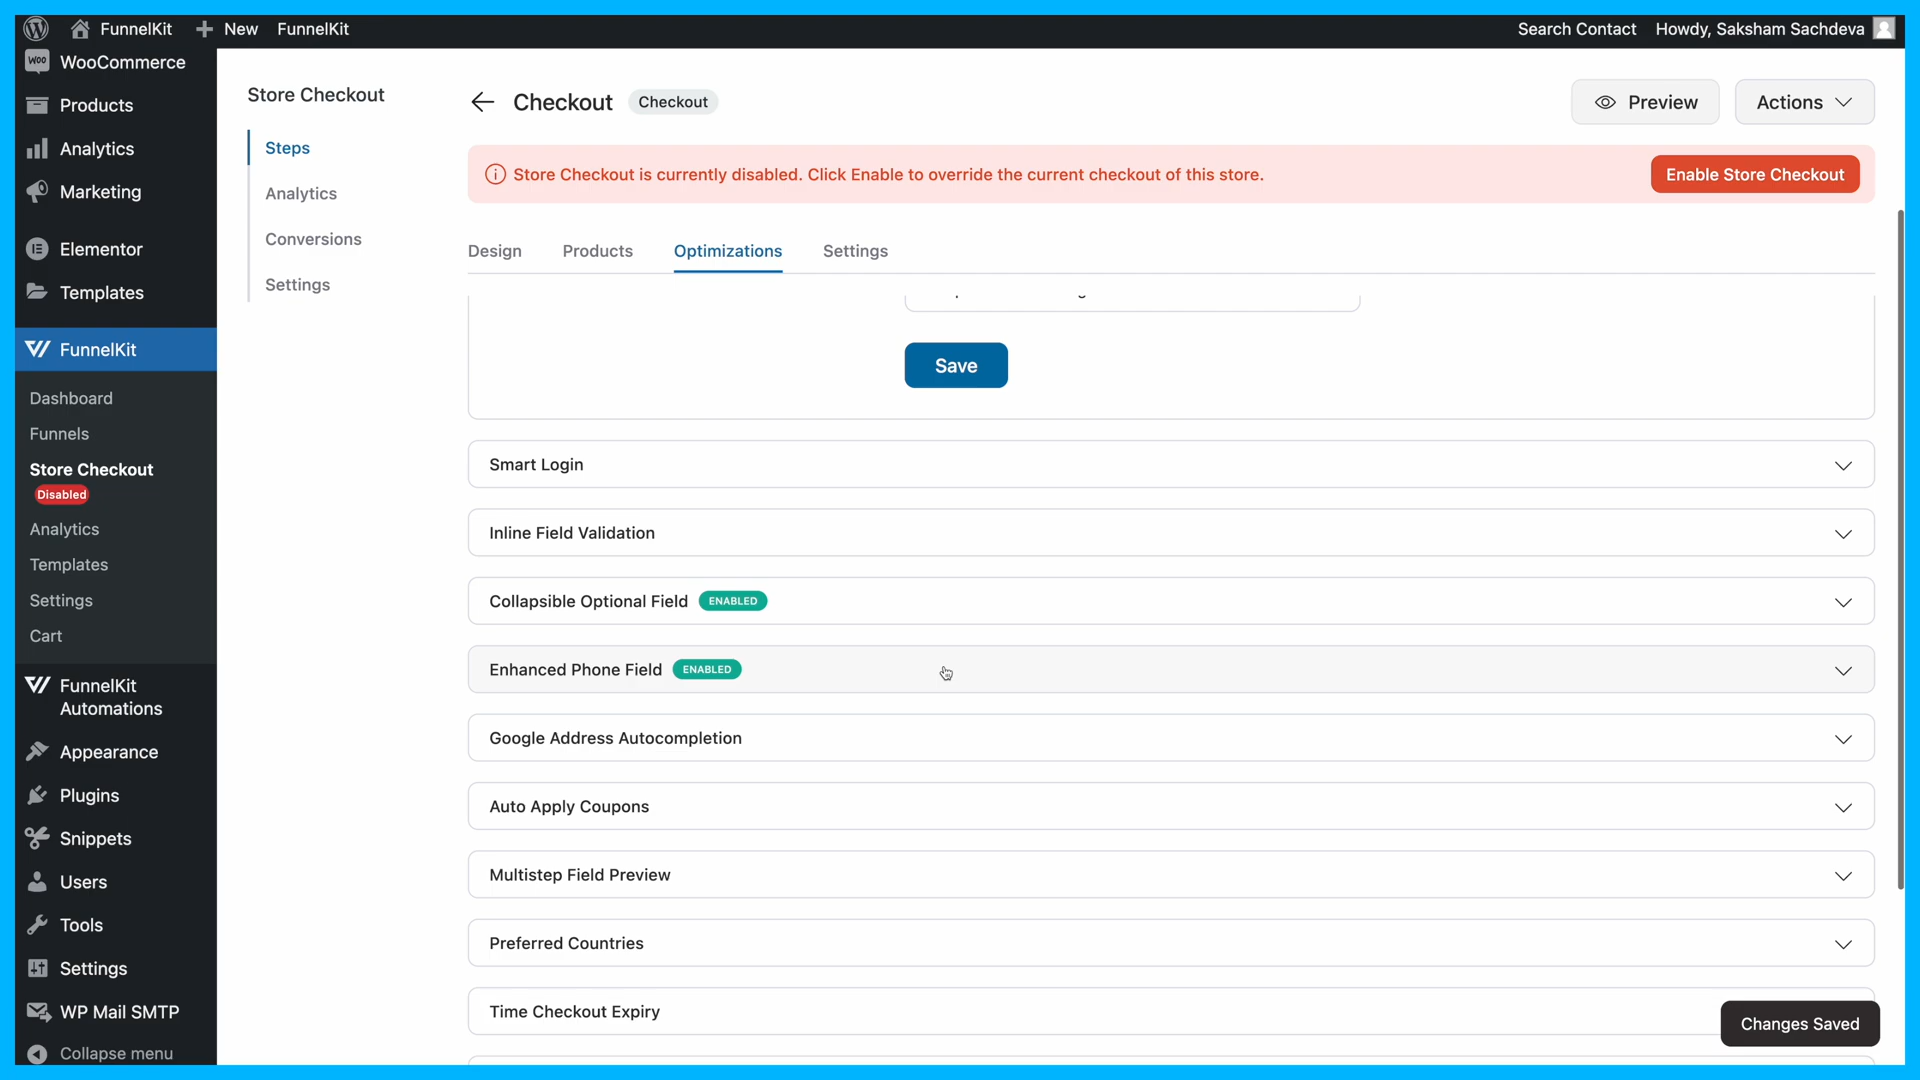 FunnelKit
New
FunnelKit
Search Contact
Howdy, Saksham Sachdeva
WOO
WooCommerce
Products
Analytics
Marketing
Elementor
Templates
FunnelKit
Dashboard
Funnels
Store Checkout
Disabled
Analytics
Templates
Settings
Cart
FunnelKit
Automations
Appearance
Plugins
Snippets
Users
Tools
Settings
WP Mail SMTP
Collapse menu
Store Checkout
Steps
Analytics
Conversions
Settings
Checkout
Checkout
Preview
Actions
Store Checkout is currently disabled. Click Enable to override the current checkout of this store.
Enable Store Checkout
Design
Products
Optimizations
Settings
Save
Smart Login
Inline Field Validation
Collapsible Optional Field ENABLED
Enhanced Phone Field ENABLED
Google Address Autocompletion
Auto Apply Coupons
Multistep Field Preview
Preferred Countries
Time Checkout Expiry
Changes Saved